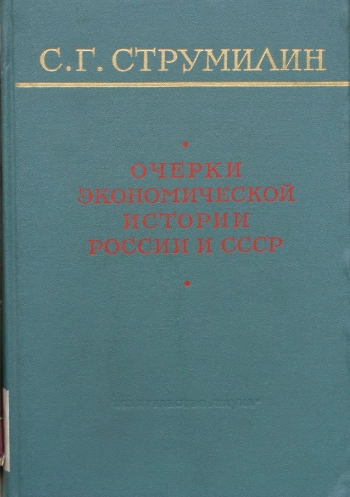 С.Г. СТРУМИЛИН
ОЧЕРКИ
ЭКОНОМИЧЕСКОЙ
ИСТОРИИ
РОССИИ И СССР